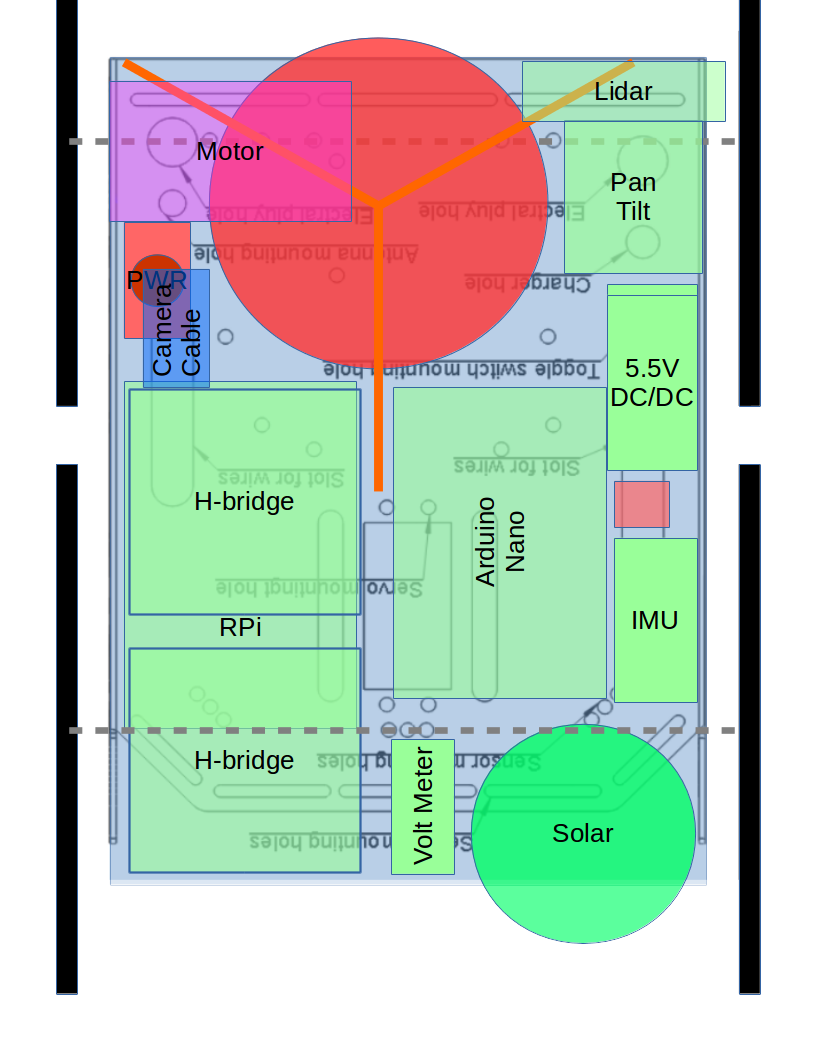 Lidar
Motor
Pan
Tilt
Electral pluy hole
Electral pluy hole
Antenna mounting hole
Charger hole
PWR
Camera
Cable
Toggle switch mounting hole
5.5V
DC/DC
Slot for wires
Slot for wires
H-bridge
Arduino
Nano
Servo mountingt hole
RPi
IMU
H-bridge
Sensor mounting holes
Volt Meter
Solar
mounting holes